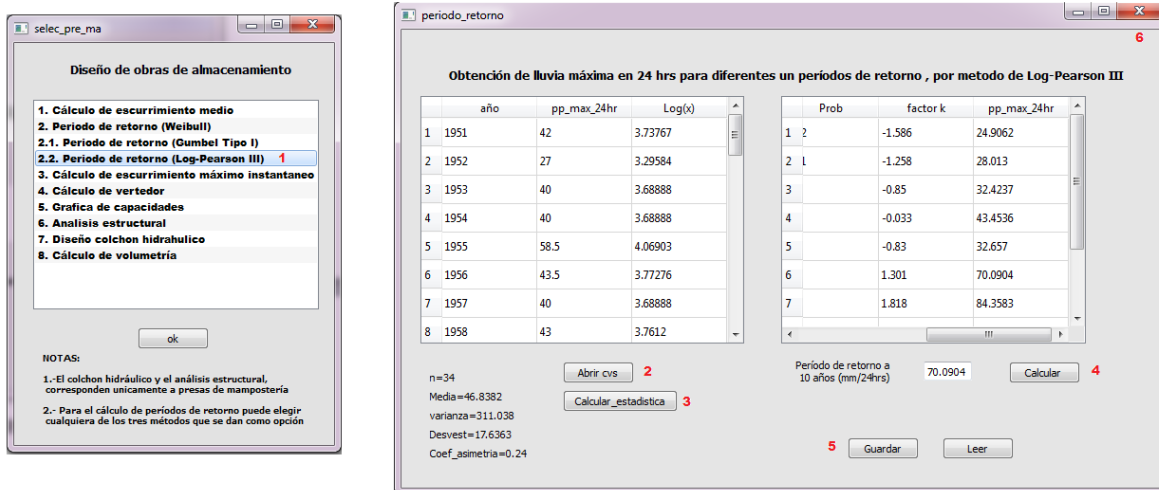 selec_pre_ma
Diseño de obras de almacenamiento
1. Cálculo de escurrimiento medio
2. Periodo de retorno (Weibull)
2.1. Periodo de retorno (Gumbel Tipo I)
2.2. Periodo de retorno (Log-Pearson III) 1
3. Cálculo de escurrimiento máximo instantaneo
4. Cálculo de vertedor
5. Grafica de capacidades
6. Analisis estructural
7. Diseño colchon hidrahulico
8. Cálculo de volumetría
ok
NOTAS:
1.-El colchon hidráulico y el análisis estructural,
corresponden unicamente a presas de mampostería
2.- Para el cálculo de períodos de retorno puede elegir
cualquiera de los tres métodos que se dan como opción
periodo_retorno
6
Obtención de lluvia máxima en 24 hrs para diferentes un períodos de retorno , por metodo de Log-Pearson III
año pp_max_24hr Log(x)
1 1951 42 3.73767
2 1952 27 3.29584
3 1953 40 3.68888
4 1954 40 3.68888
5 1955 58.5 4.06903
6 1956 43.5 3.77276
7 1957 40 3.68888
8 1958 43 3.7612
Prob factor k pp_max_24hr
1 2 -1.586 24.9062
2 1 -1.258 28.013
3 -0.85 32.4237
4 -0.033 43.4536
5 -0.83 32.657
6 1.301 70.0904
7 1.818 84.3583
n=34
Media=46.8382
varianza=311.038
Desvest=17.6363
Coef_asimetria=0.24
Abrir cvs 2
Calcular_estadistica 3
Período de retorno a
10 años (mm/24hrs)
70.0904
Calcular 4
5 Guardar Leer